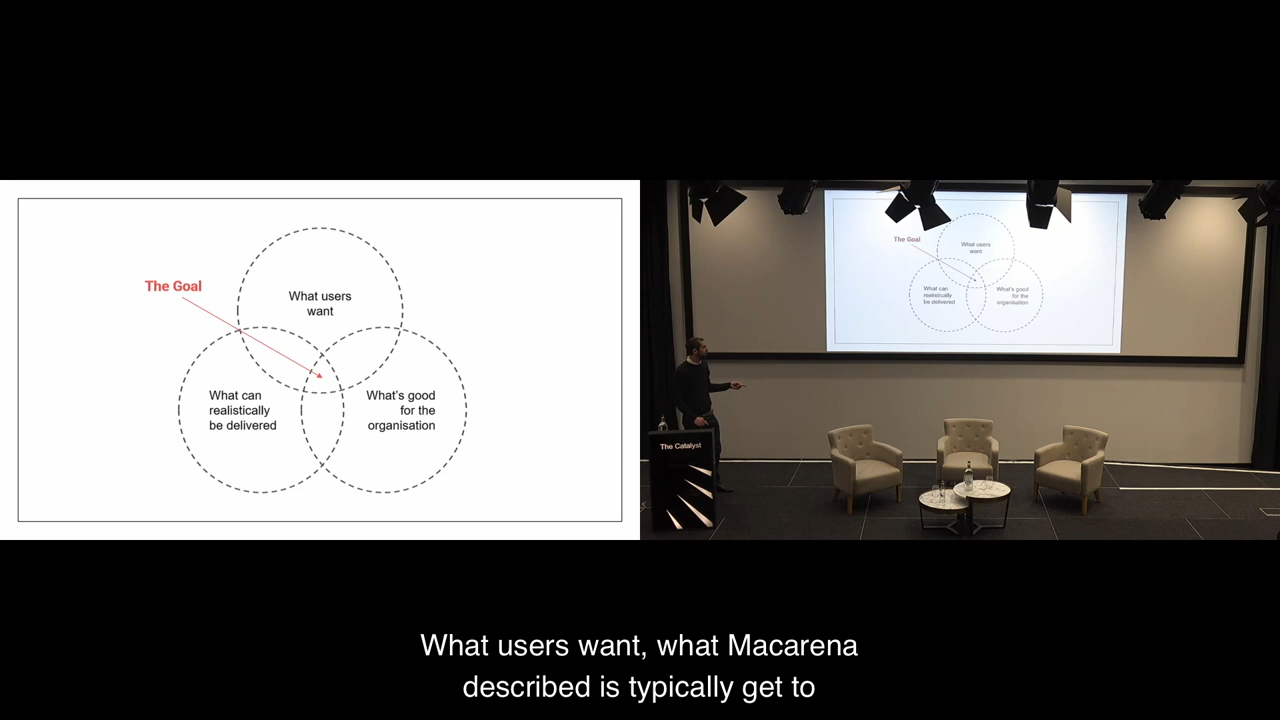 The Goal
What users
want
What can
realistically
be delivered
What's good
for the
organisation
The Goal
What users
want
What can
realistically
be delivered
What's good
for the
organisation
The Catalyst
What users want, what Macarena
described is typically get to